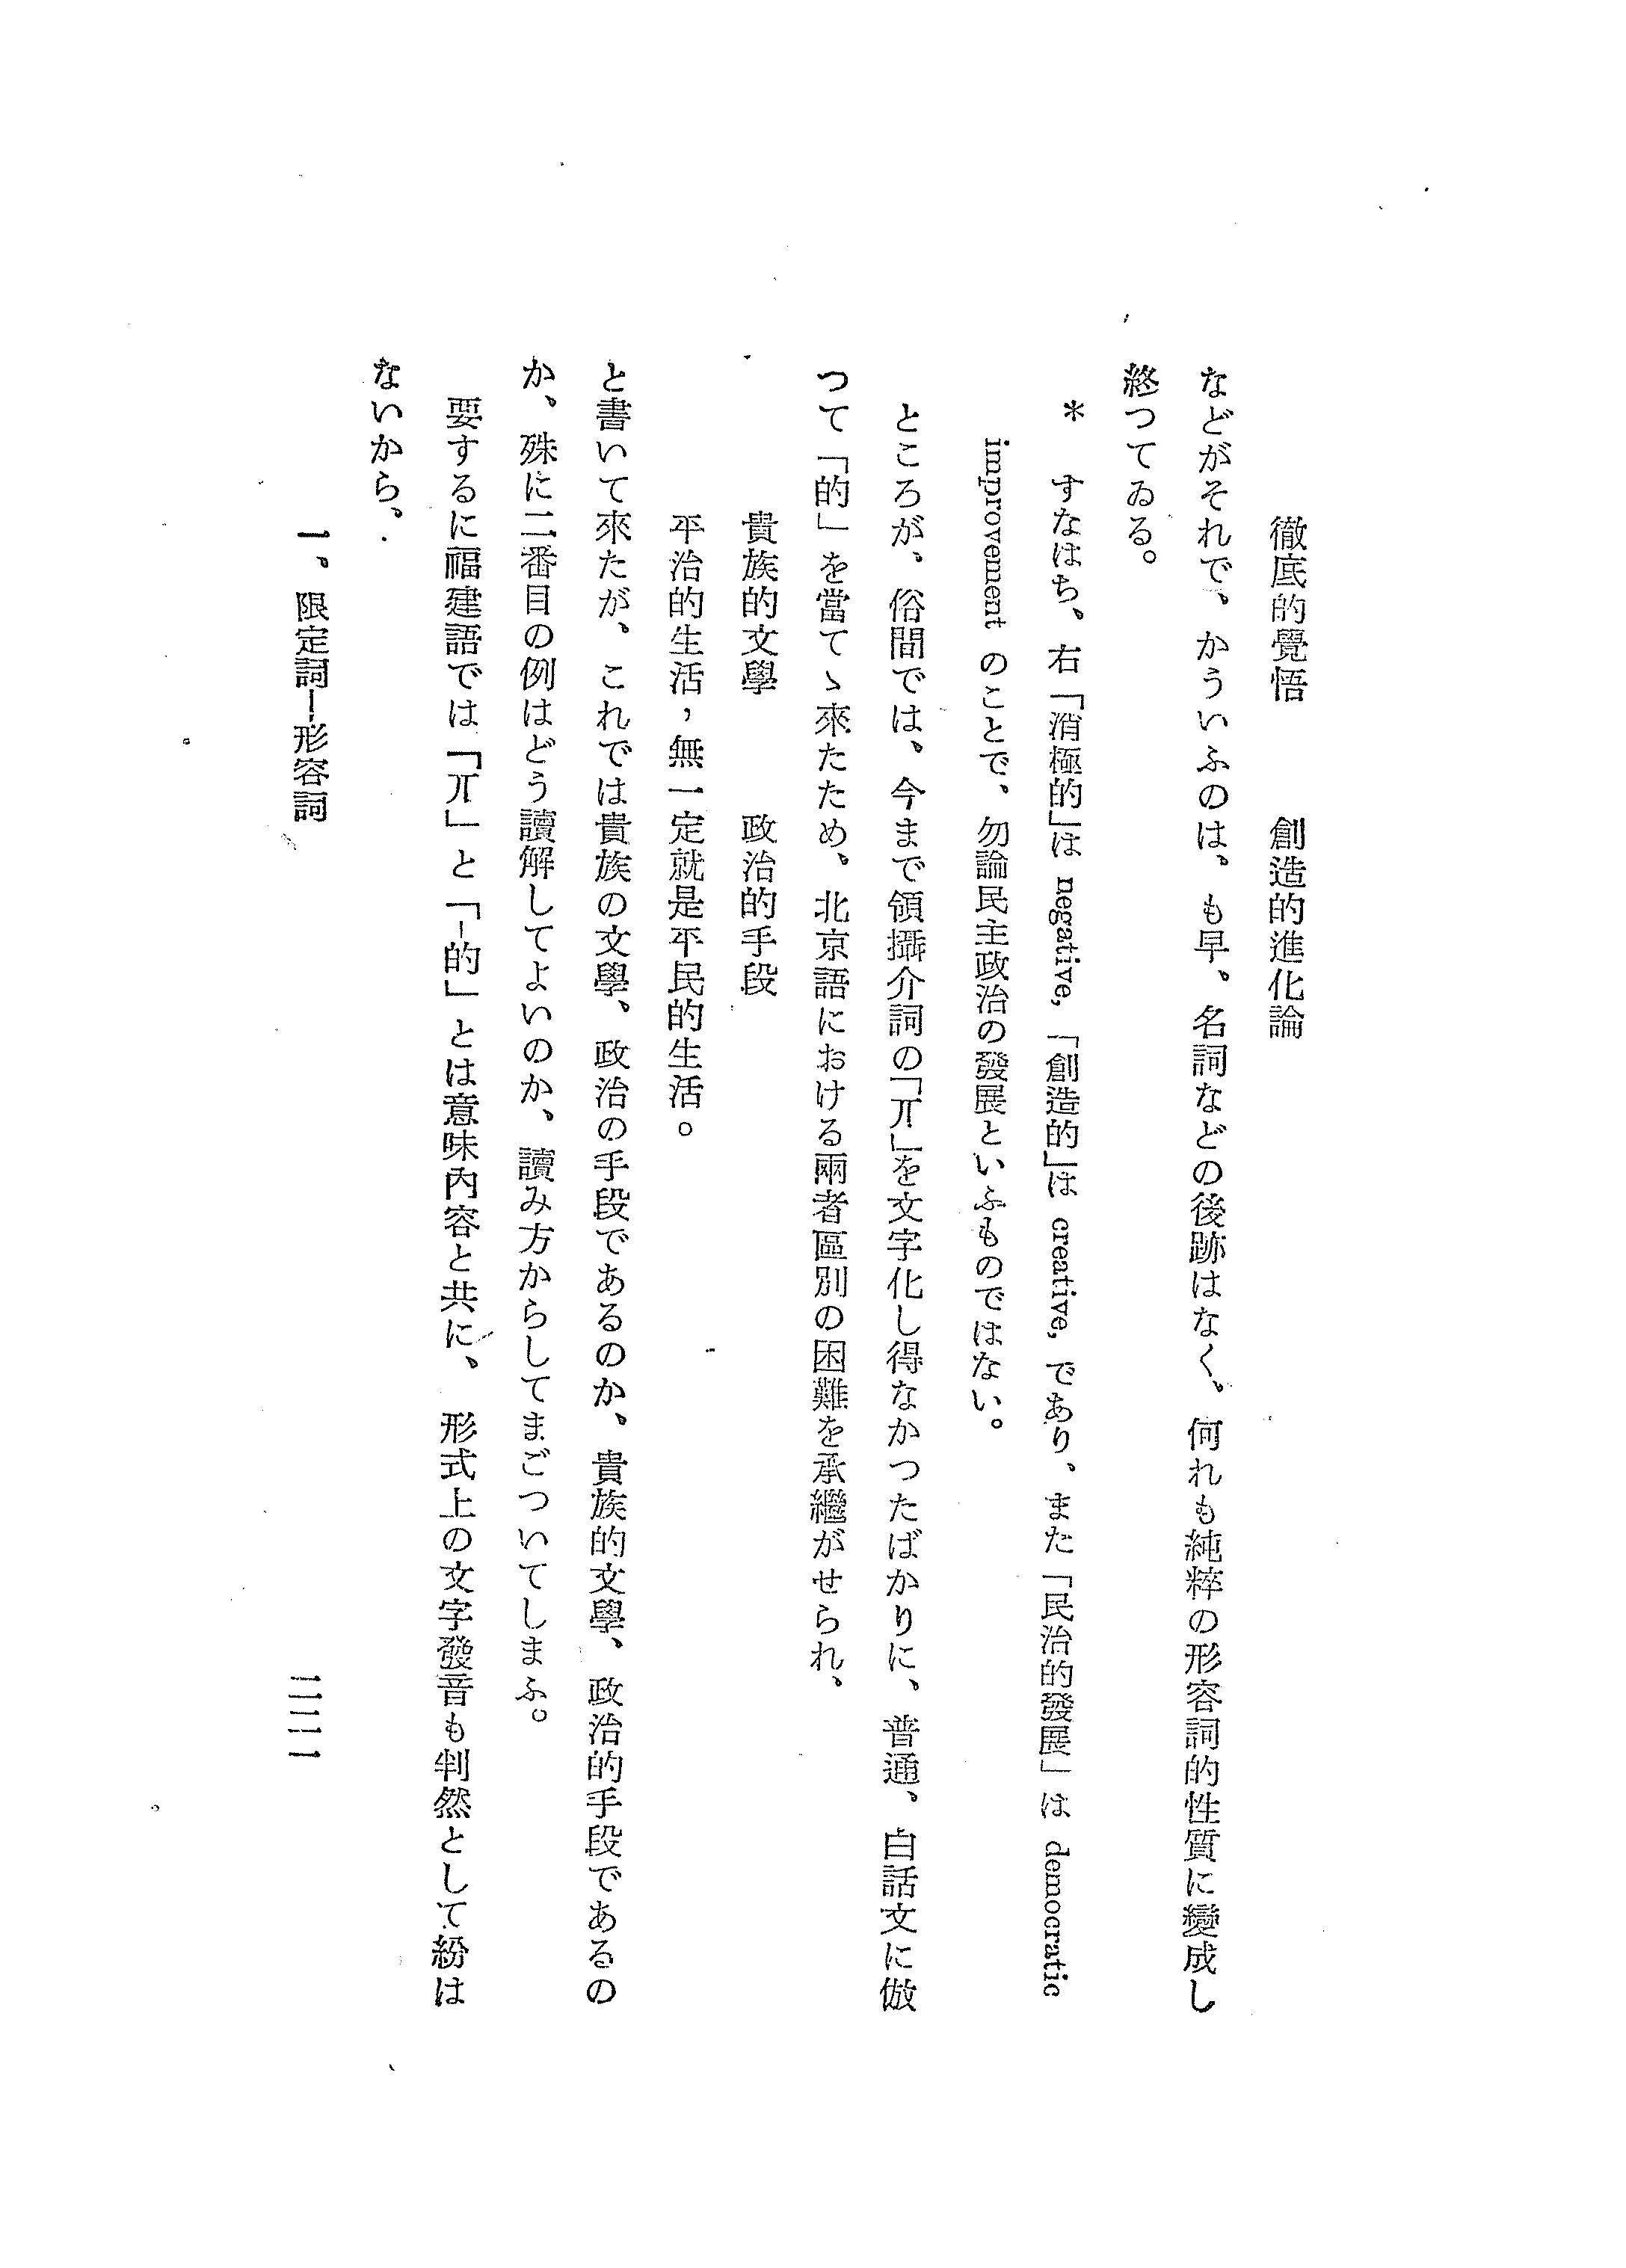 徹底的覺悟　　　創造的進化論
などがそれで、かういふのは、も早、名詞などの後跡はなく、何れも純粹の形容詞的性質に變成し
終つてゐる。
＊　すなはち、右「消極的」は negative,「創造的」は creative, であり、また「民治的發展」は democratic
improvement のことで、勿論民主政治の發展といふものではない。
ところが、俗間では、今まで領攝介詞の「丌」を文字化し得なかつたばかりに、普通、白話文に倣
つて「的」を當てゝ來たため、北京語における兩者區別の困難を承繼がせられ、
貴族的文學　　　政治的手段
平治的生活，無一定就是平民的生活。
と書いて來たが、これでは貴族の文學、政治の手段であるのか、貴族的文學、政治的手段であるの
か、殊に二番目の例はどう讀解してよいのか、讀み方からしてまごついてしまふ。
要するに福建語では「丌」と「-的」とは意味內容と共に、形式上の文字發音も判然として紛は
ないから、
一、限定詞―形容詞
二二一